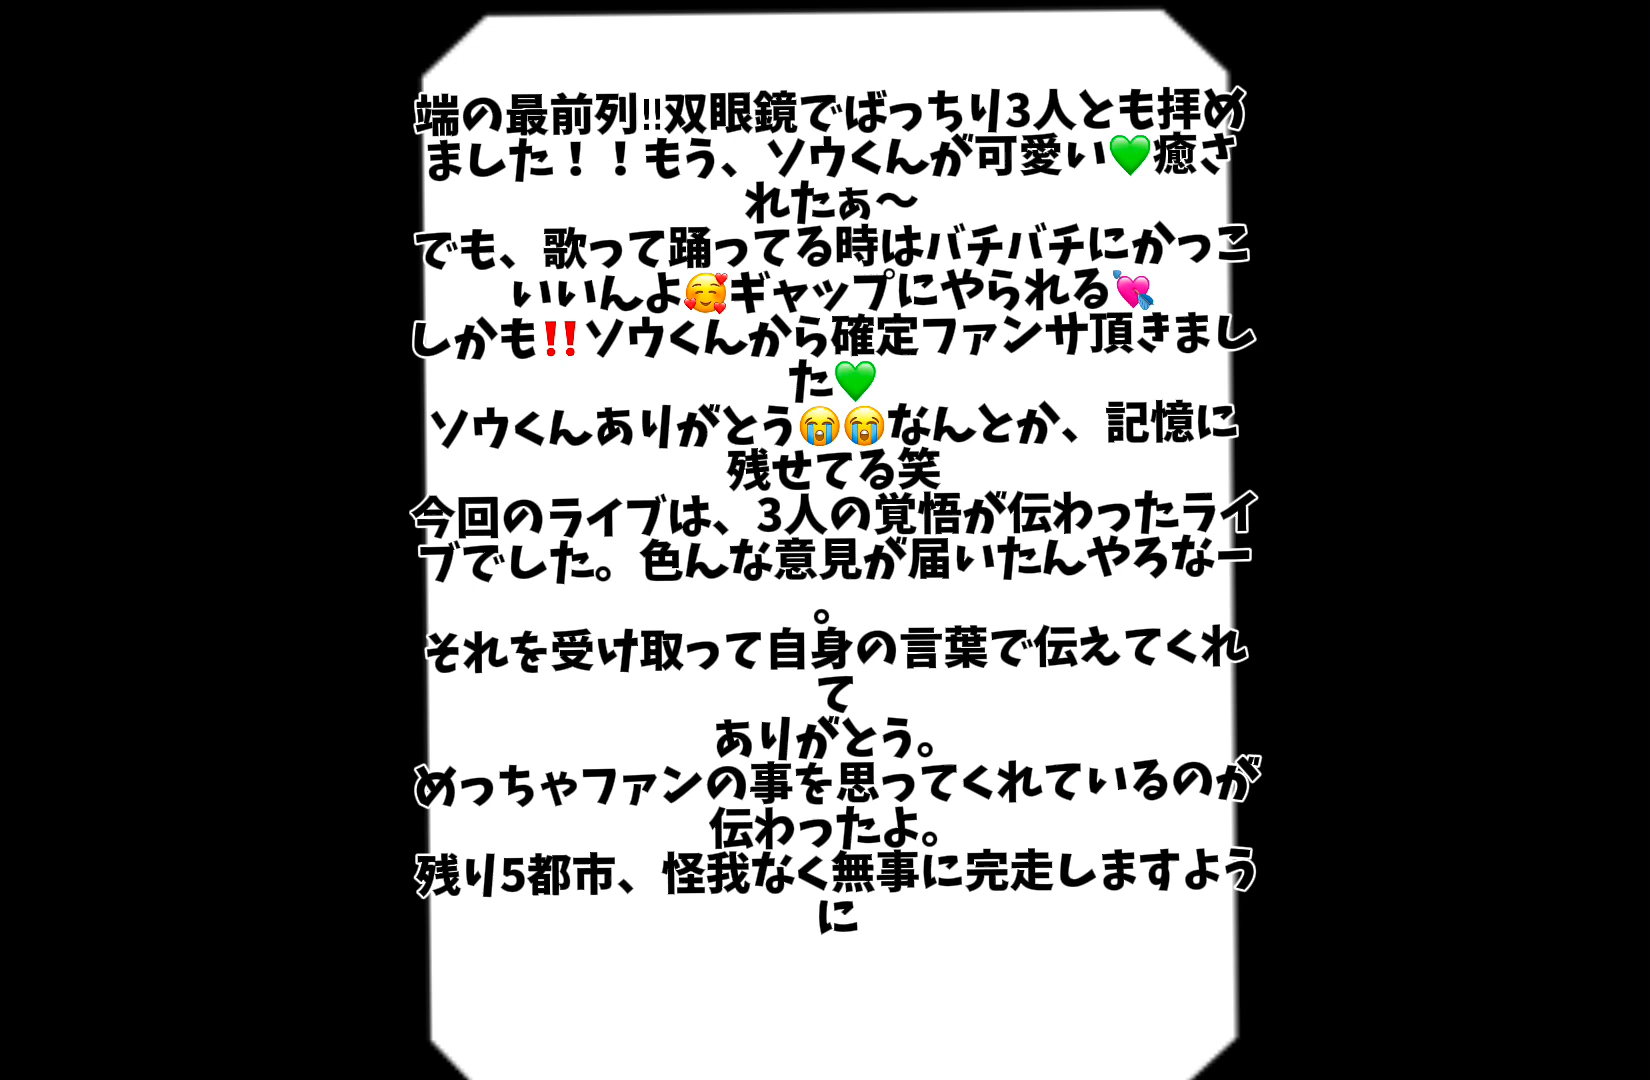 端の最前列‼双眼鏡でばっちり3人とも拝め
ました！！もう、ソウくんが可愛い💚癒さ
れたぁ〜
でも、歌って踊ってる時はバチバチにかっこ
いいんよ🥰ギャップにやられる💘
しかも‼️ソウくんから確定ファンサ頂きまし
た💚
ソウくんありがとう😭😭なんとか、記憶に
残せてる笑
今回のライブは、3人の覚悟が伝わったライ
ブでした。色んな意見が届いたんやろなー
。
それを受け取って自身の言葉で伝えてくれ
て
ありがとう。
めっちゃファンの事を思ってくれているのが
伝わったよ。
残り5都市、怪我なく無事に完走しますよう
に